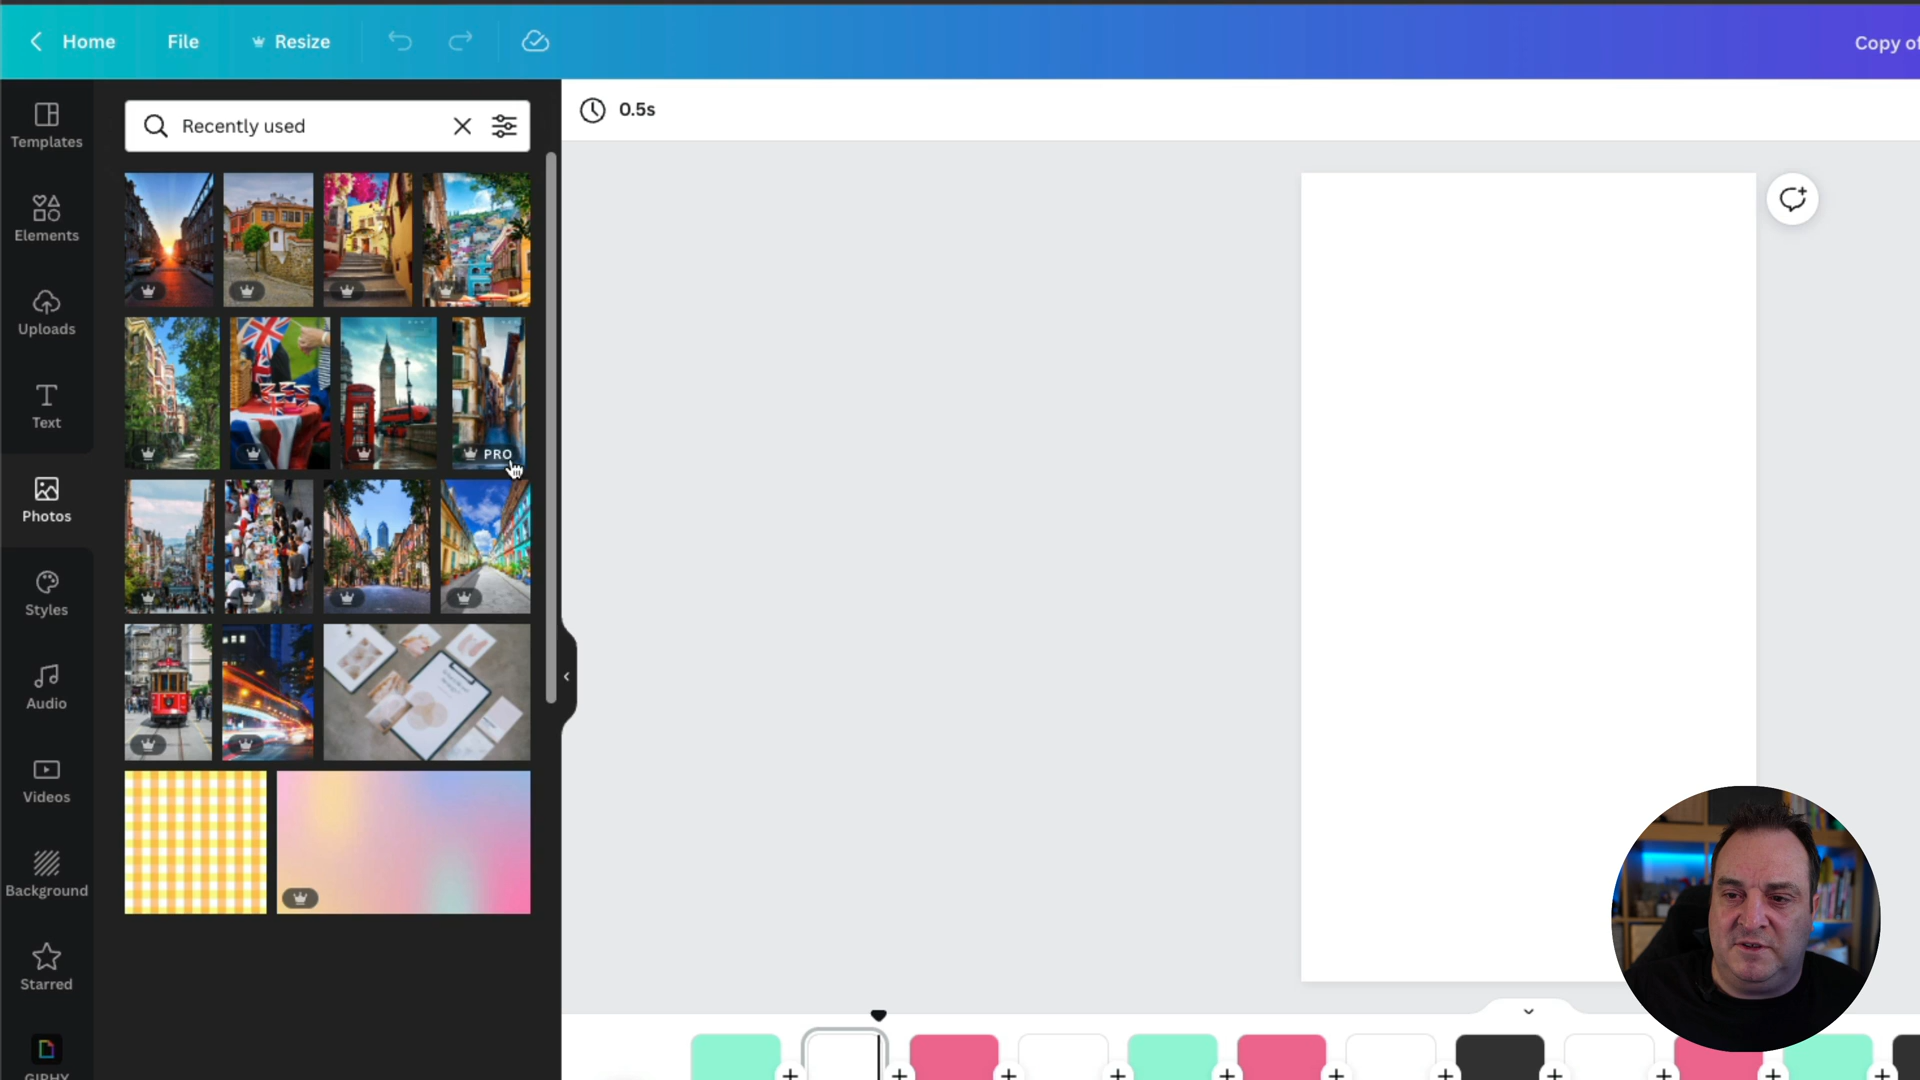 Home File Resize
Copy of
Templates
Elements
Uploads
Text
Photos
Styles
Audio
Videos
Background
Starred
GIPHY
Recently used
PRO
0.5s